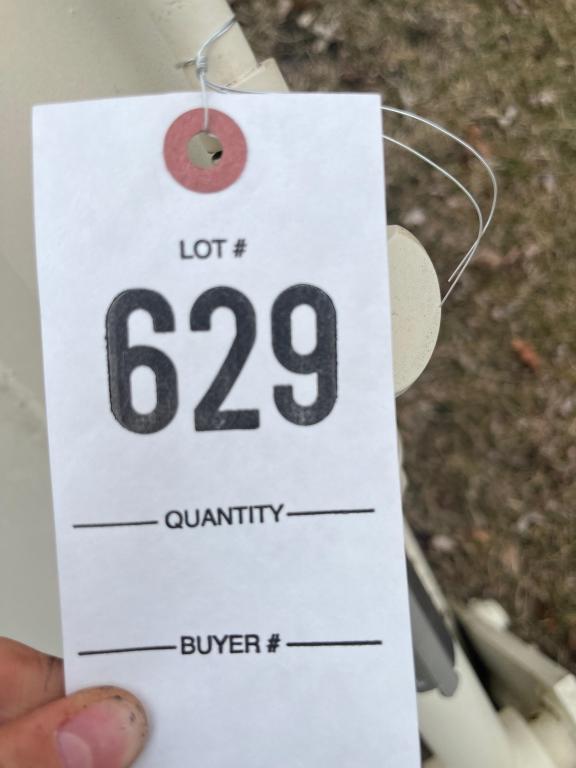 LOT #
629
QUANTITY
BUYER #